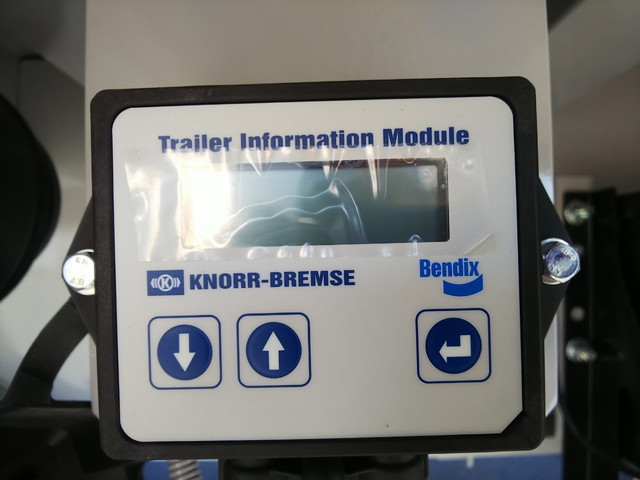 Trailer Information Module
KNORR-BREMSE
Bendix